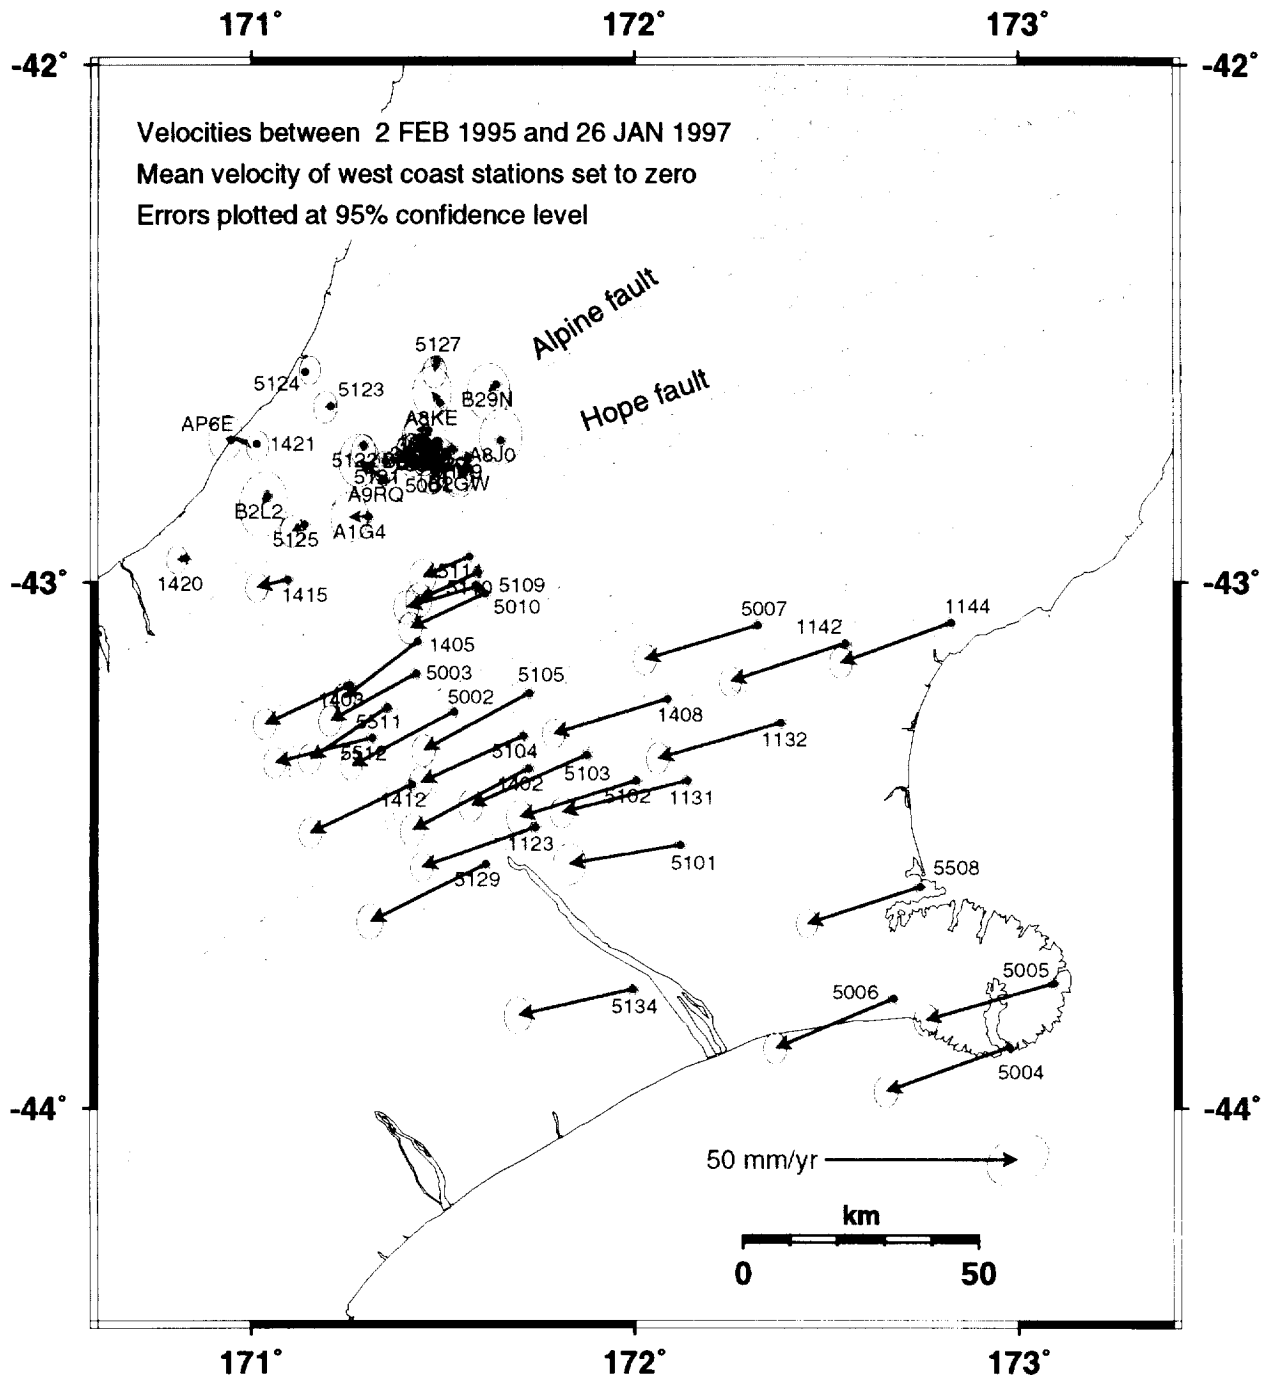 171° 172° 173°
-42° -42°
Velocities between 2 FEB 1995 and 26 JAN 1997
Mean velocity of west coast stations set to zero
Errors plotted at 95% confidence level
Alpine fault
5127
5124
5123
B29N
Hope fault
A8KE
AP6E
1421
A8J0
5122
A9RQ
B2L2
A1G4
5125
-43° -43°
1420
1415
5109
5010
5007
1144
1142
1405
5003
5105
1403
5002
1408
5511
1132
5512
5104
5103
1402
1412
5102
1131
1123
5101
5129
5508
5005
5006
5134
5004
-44° -44°
50 mm/yr
km
0 50
171° 172° 173°